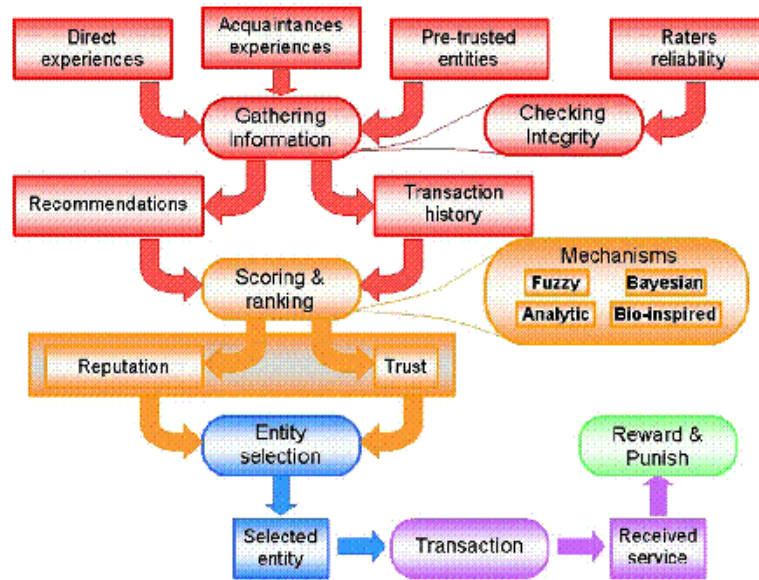 Direct
experiences
Acquaintances
experiences
Pre-trusted
entities
Raters
reliability
Gathering
Information
Checking
Integrity
Recommendations
Transaction
history
Scoring &
ranking
Mechanisms
Fuzzy
Bayesian
Analytic
Bio-inspired
Reputation
Trust
Entity
selection
Reward &
Punish
Selected
entity
Transaction
Received
service